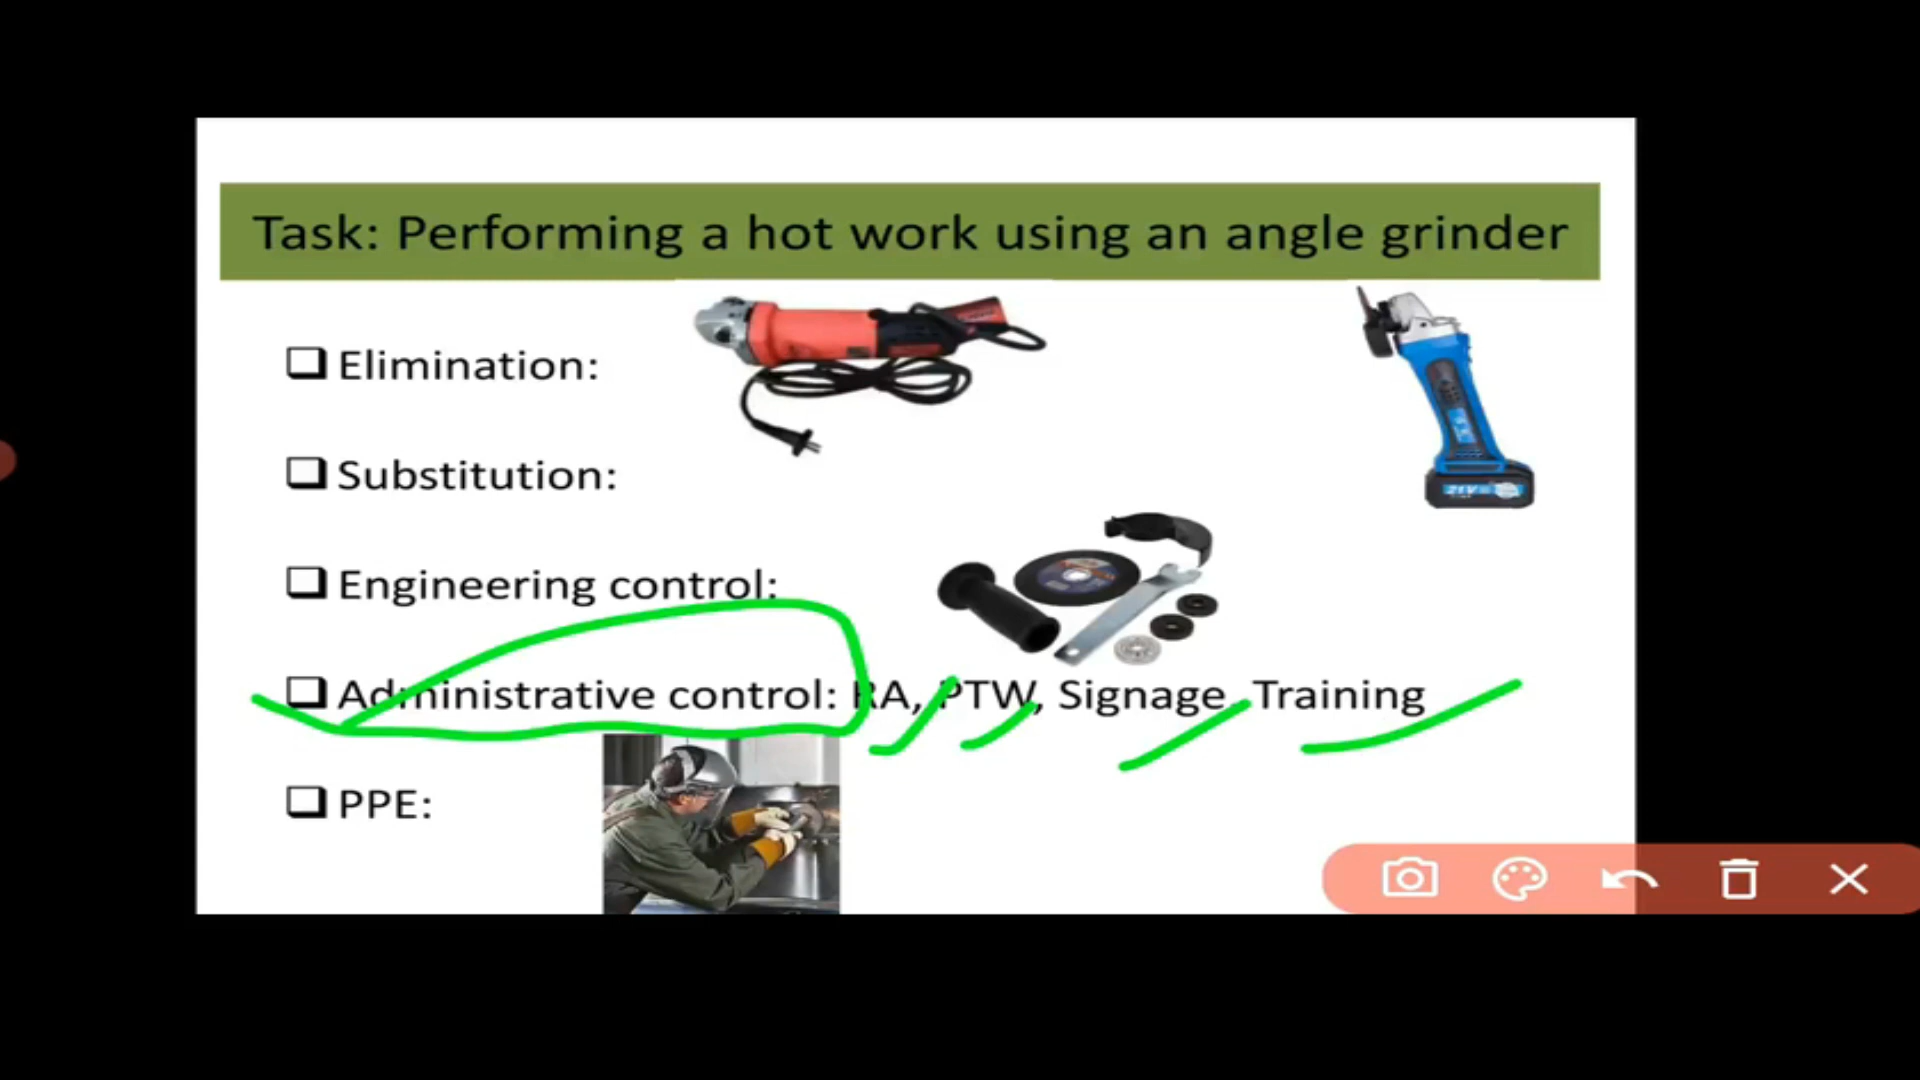 Task: Performing a hot work using an angle grinder
Elimination:
Substitution:
21V
Engineering control:
Administrative control: RA, PTW, Signage, Training
PPE: